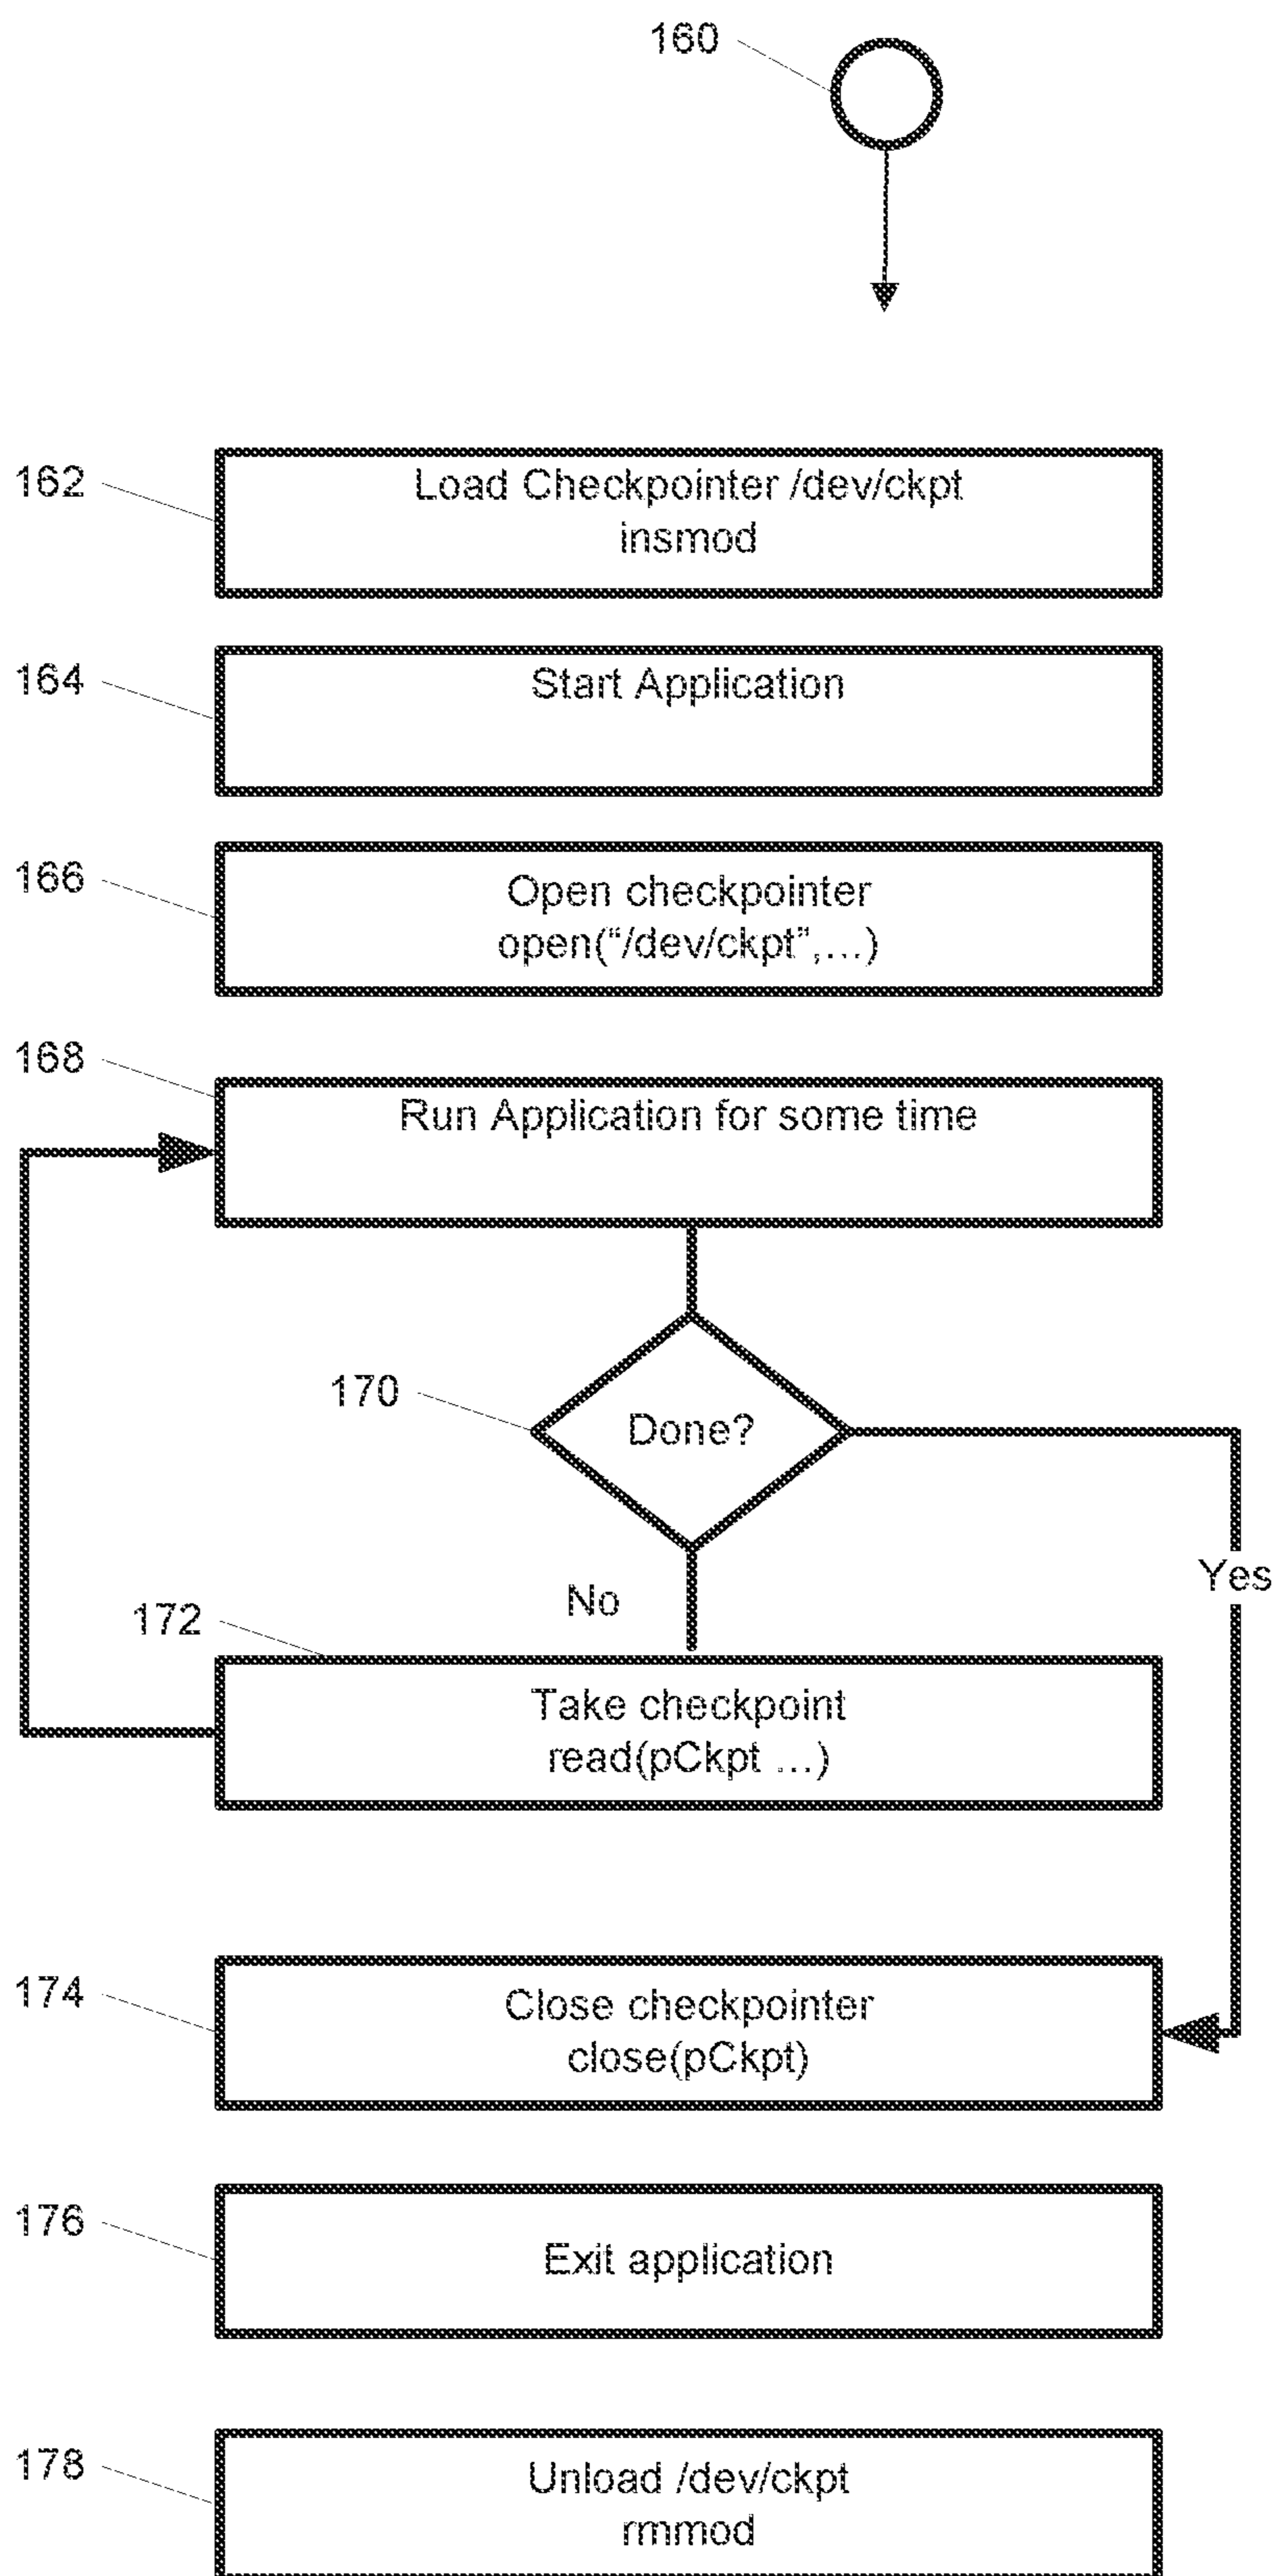 160
162
Load Checkpointer /dev/ckpt
insmod
164
Start Application
166
Open checkpointer
open(“/dev/ckpt”,...)
168
Run Application for some time
170
Done?
Yes
No
172
Take checkpoint
read(pCkpt ...)
174
Close checkpointer
close(pCkpt)
176
Exit application
178
Unload /dev/ckpt
rmmod